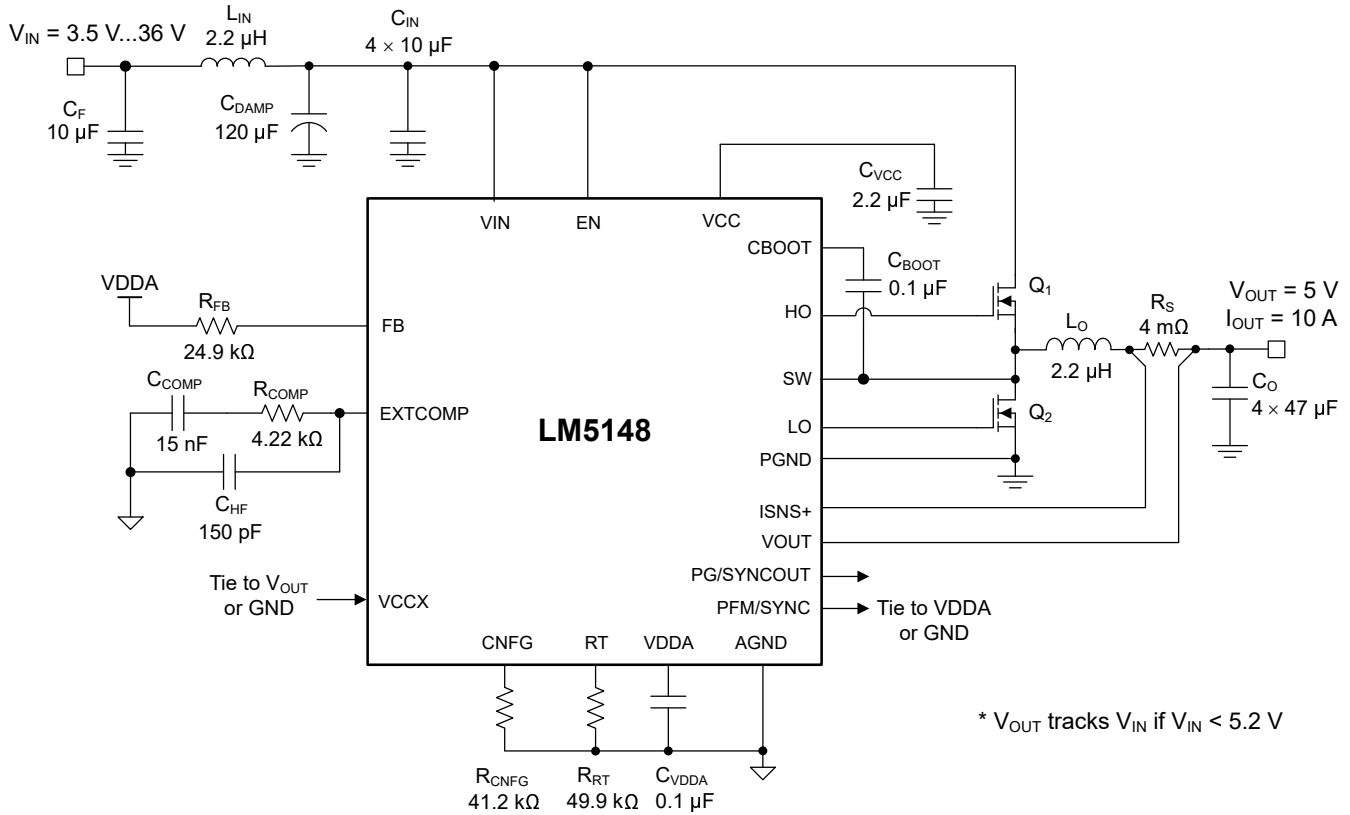 V_IN = 3.5 V...36 V
L_IN
2.2 µH
C_IN
4 × 10 µF
C_F
10 µF
C_DAMP
120 µF
C_VCC
2.2 µF
VIN
EN
VCC
CBOOT
C_BOOT
0.1 µF
VDDA
R_FB
24.9 kΩ
FB
HO
Q_1
V_OUT = 5 V
I_OUT = 10 A
L_O
2.2 µH
R_S
4 mΩ
C_COMP
15 nF
R_COMP
4.22 kΩ
EXTCOMP
LM5148
SW
LO
Q_2
C_O
4 × 47 µF
PGND
C_HF
150 pF
ISNS+
VOUT
Tie to V_OUT
or GND
VCCX
PG/SYNCOUT
PFM/SYNC
Tie to VDDA
or GND
CNFG
RT
VDDA
AGND
* V_OUT tracks V_IN if V_IN < 5.2 V
R_CNFG
41.2 kΩ
R_RT
49.9 kΩ
C_VDDA
0.1 µF